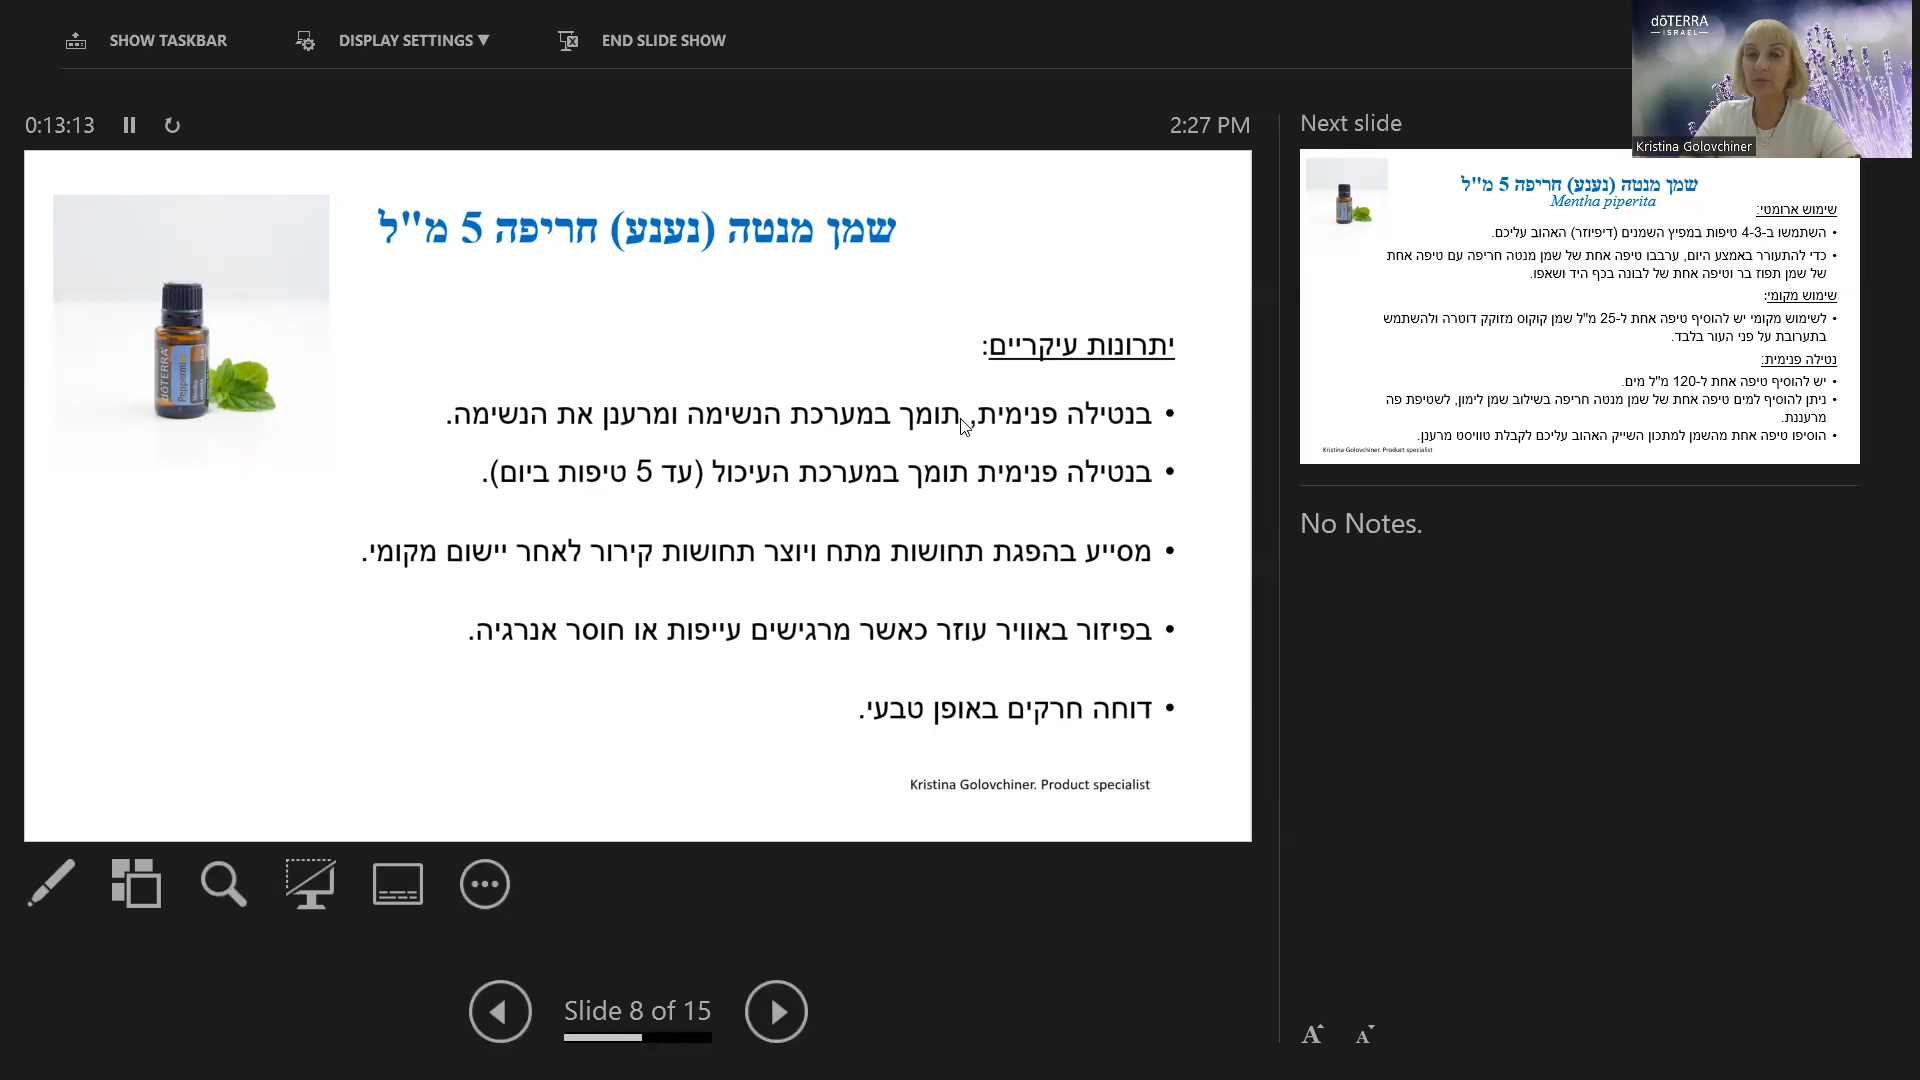 SHOW TASKBAR
DISPLAY SETTINGS ▼
END SLIDE SHOW
dōTERRA
ISRAEL
Kristina Golovchiner
0:13:13
2:27 PM
שמן מנטה (נענע) חריפה 5 מ"ל
dōTERRA
Peppermint
יתרונות עיקריים:
• בנטילה פנימית, תומך במערכת הנשימה ומרענן את הנשימה.
• בנטילה פנימית תומך במערכת העיכול (עד 5 טיפות ביום).
• מסייע בהפגת תחושות מתח ויוצר תחושות קירור לאחר יישום מקומי.
• בפיזור באוויר עוזר כאשר מרגישים עייפות או חוסר אנרגיה.
• דוחה חרקים באופן טבעי.
Kristina Golovchiner. Product specialist
Slide 8 of 15
Next slide
שמן מנטה (נענע) חריפה 5 מ"ל
Mentha piperita
שימוש ארומטי:
• השתמשו ב-4-3 טיפות במפיץ השמנים (דיפיוזר) האהוב עליכם.
• כדי להתעורר באמצע היום, ערבבו טיפה אחת של שמן מנטה חריפה עם טיפה אחת
של שמן תפוז בר וטיפה אחת של לבונה בכף היד ושאפו.
שימוש מקומי:
• לשימוש מקומי יש להוסיף טיפה אחת ל-25 מ"ל שמן קוקוס מזוקק דוטרה ולהשתמש
בתערובת על פני העור בלבד.
נטילה פנימית:
• יש להוסיף טיפה אחת ל-120 מ"ל מים.
• ניתן להוסיף למים טיפה אחת של שמן מנטה חריפה בשילוב שמן לימון, לשטיפת פה
מרעננת.
• הוסיפו טיפה אחת מהשמן למתכון השייק האהוב עליכם לקבלת טוויסט מרענן.
Kristina Golovchiner. Product specialist
No Notes.
A A